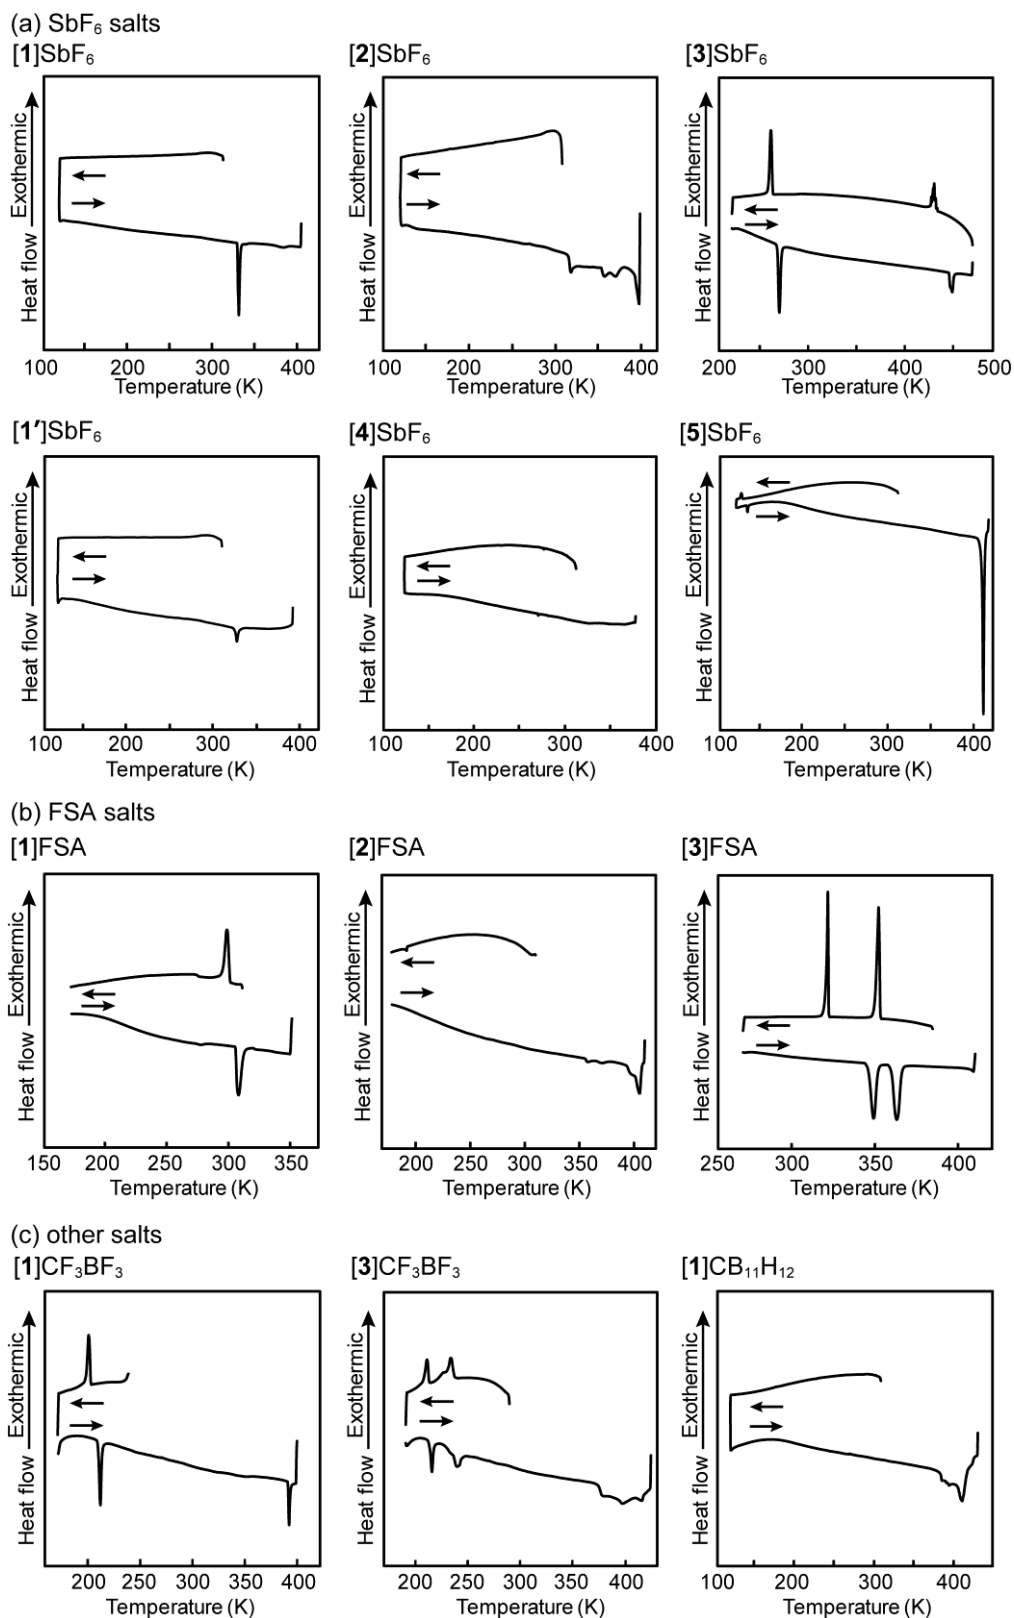 (a) SbF₆ salts
[1]SbF₆
[2]SbF₆
[3]SbF₆
Heat flow Exothermic
Heat flow Exothermic
Heat flow Exothermic
100 200 300 400
100 200 300 400
200 300 400 500
Temperature (K)
Temperature (K)
Temperature (K)
[1′]SbF₆
[4]SbF₆
[5]SbF₆
Heat flow Exothermic
Heat flow Exothermic
Heat flow Exothermic
100 200 300 400
100 200 300 400
200 300 400
Temperature (K)
Temperature (K)
Temperature (K)
(b) FSA salts
[1]FSA
[2]FSA
[3]FSA
Heat flow Exothermic
Heat flow Exothermic
Heat flow Exothermic
150 200 250 300 350
200 250 300 350 400
250 300 350 400
Temperature (K)
Temperature (K)
Temperature (K)
(c) other salts
[1]CF₃BF₃
[3]CF₃BF₃
[1]CB₁₁H₁₂
Heat flow Exothermic
Heat flow Exothermic
Heat flow Exothermic
200 250 300 350 400
200 250 300 350 400
100 200 300 400
Temperature (K)
Temperature (K)
Temperature (K)